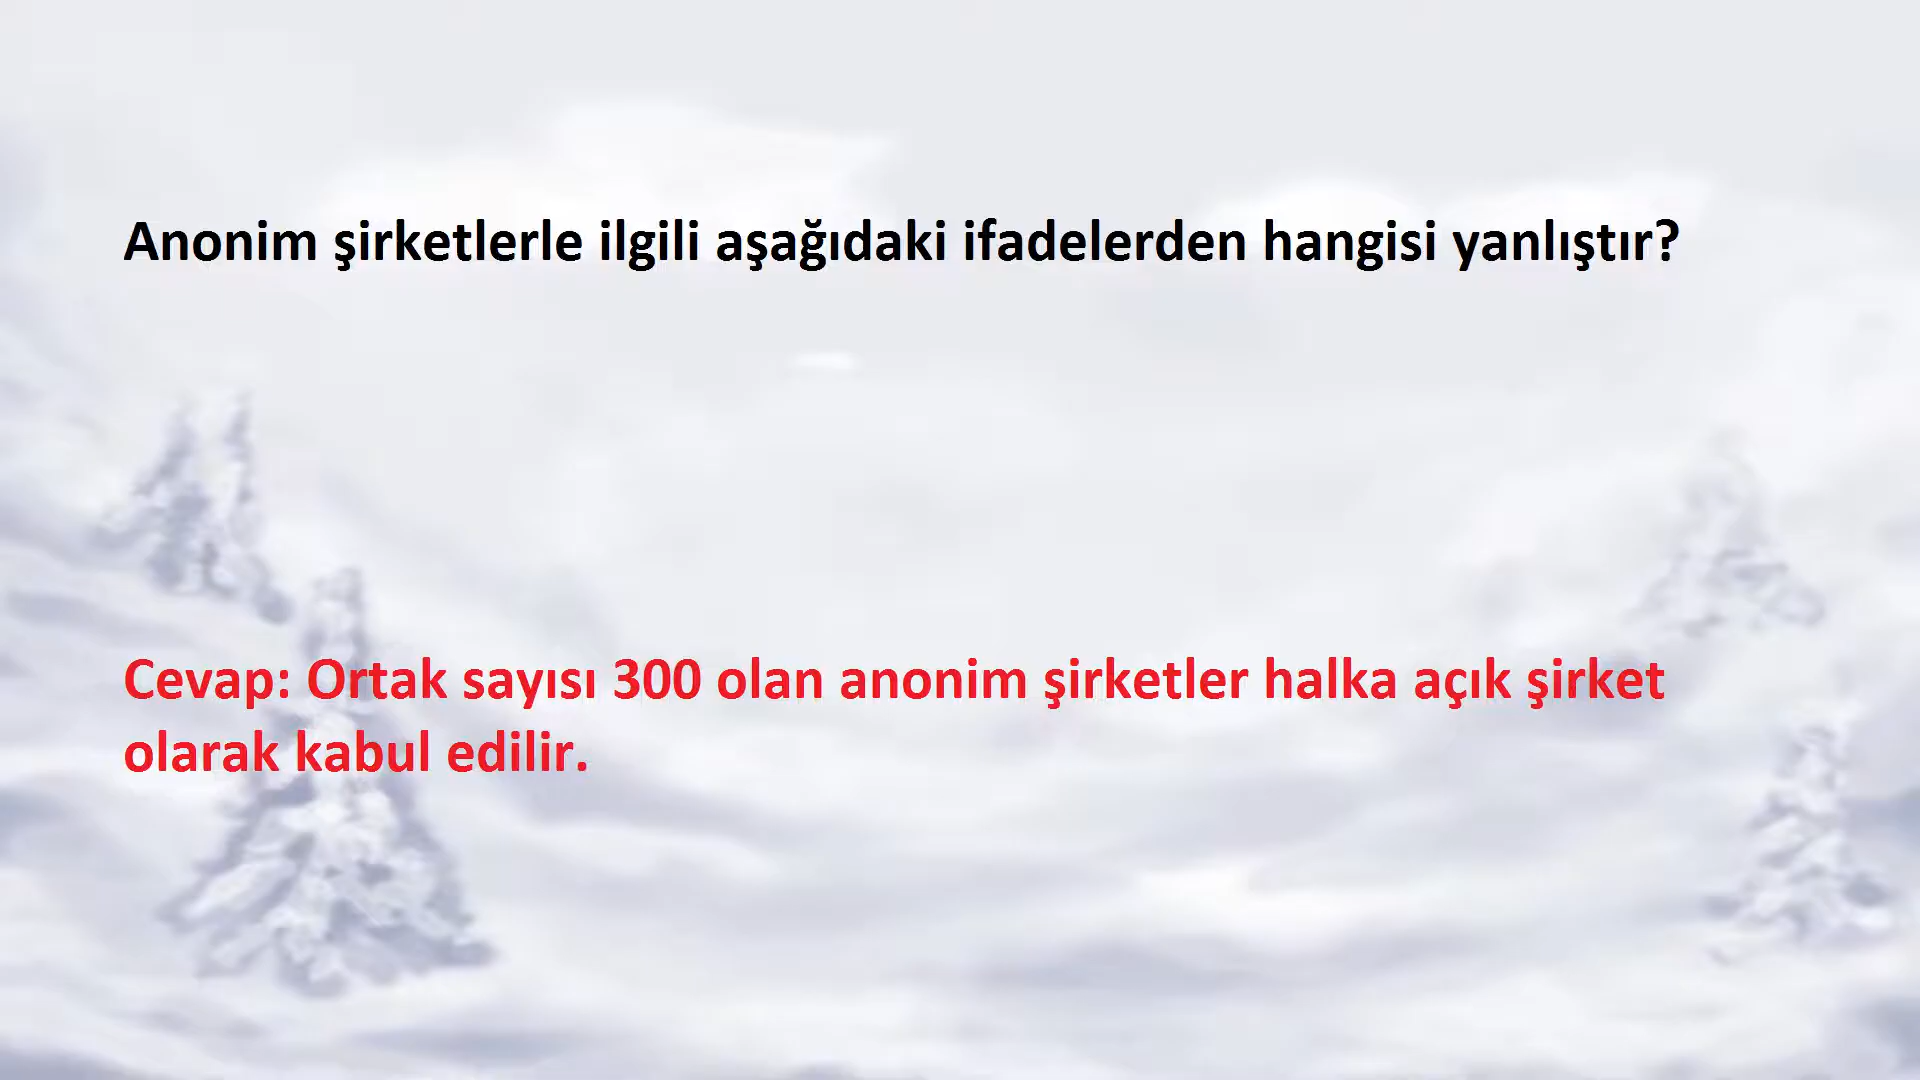 Anonim şirketlerle ilgili aşağıdaki ifadelerden hangisi yanlıştır?
Cevap: Ortak sayısı 300 olan anonim şirketler halka açık şirket
olarak kabul edilir.